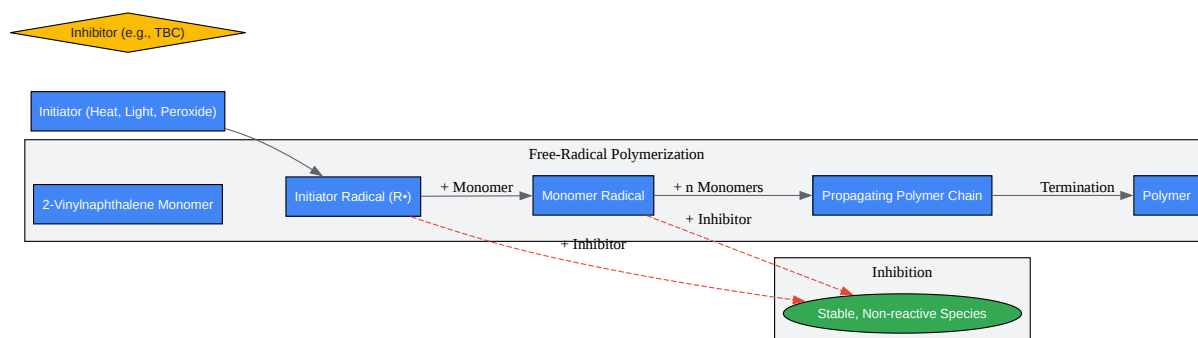 Inhibitor (e.g., TBC)
Initiator (Heat, Light, Peroxide)
Free-Radical Polymerization
2-Vinylnaphthalene Monomer
Initiator Radical (R•)
+ Monomer
Monomer Radical
+ n Monomers
Propagating Polymer Chain
Termination
Polymer
+ Inhibitor
+ Inhibitor
Inhibition
Stable, Non-reactive Species